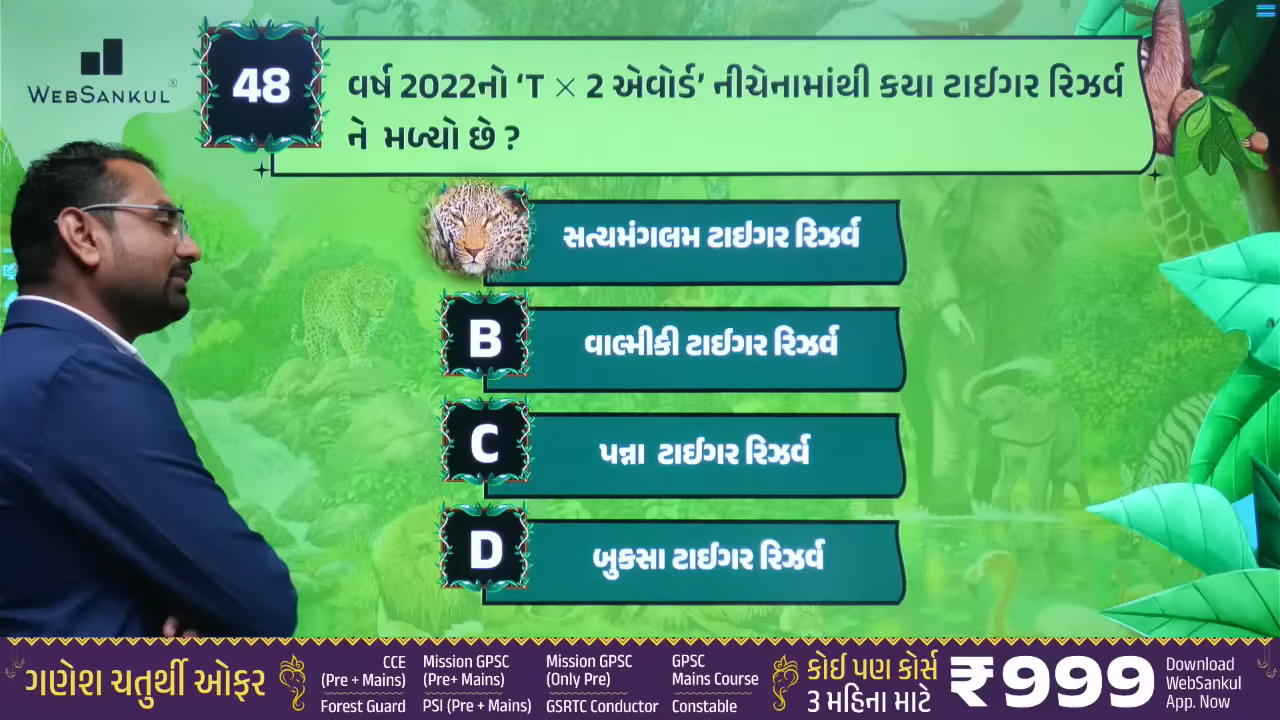 WEBSANKUL®
48
વર્ષ 2022નો ‘T × 2 એવોર્ડ’ નીચેનામાંથી કયા ટાઈગર રિઝર્વ
ને મળ્યો છે ?
સત્યમંગલમ ટાઇગર રિઝર્વ
B
વાલ્મીકી ટાઈગર રિઝર્વ
C
પન્ના ટાઈગર રિઝર્વ
D
બુકસા ટાઈગર રિઝર્વ
ગણેશ ચતુર્થી ઓફર
CCE
(Pre + Mains)
Forest Guard
Mission GPSC
(Pre+ Mains)
PSI (Pre + Mains)
Mission GPSC
(Only Pre)
GSRTC Conductor
GPSC
Mains Course
Constable
કોઈ પણ કોર્સ
3 મહિના માટે
₹999
Download
WebSankul
App. Now